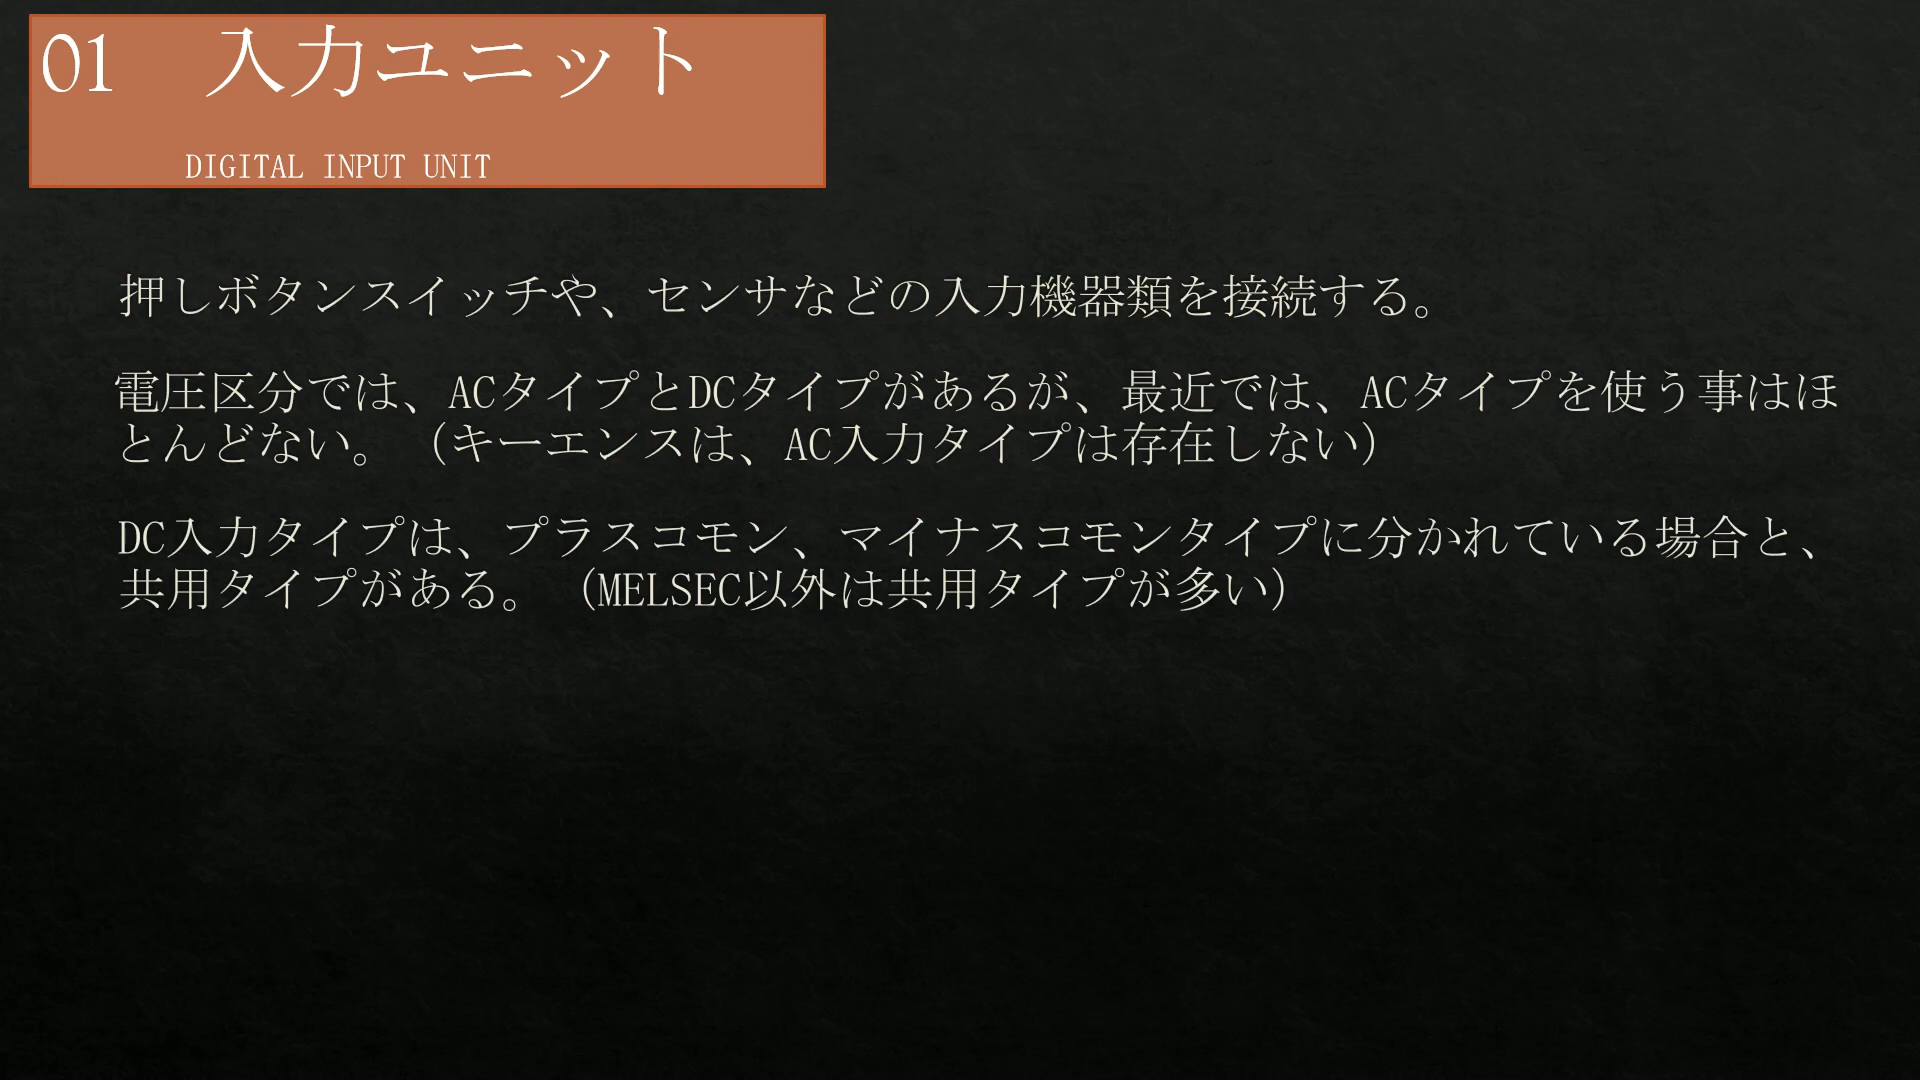 01　入力ユニット
DIGITAL INPUT UNIT
押しボタンスイッチや、センサなどの入力機器類を接続する。
電圧区分では、ACタイプとDCタイプがあるが、最近では、ACタイプを使う事はほ
とんどない。（キーエンスは、AC入力タイプは存在しない）
DC入力タイプは、プラスコモン、マイナスコモンタイプに分かれている場合と、
共用タイプがある。（MELSEC以外は共用タイプが多い）